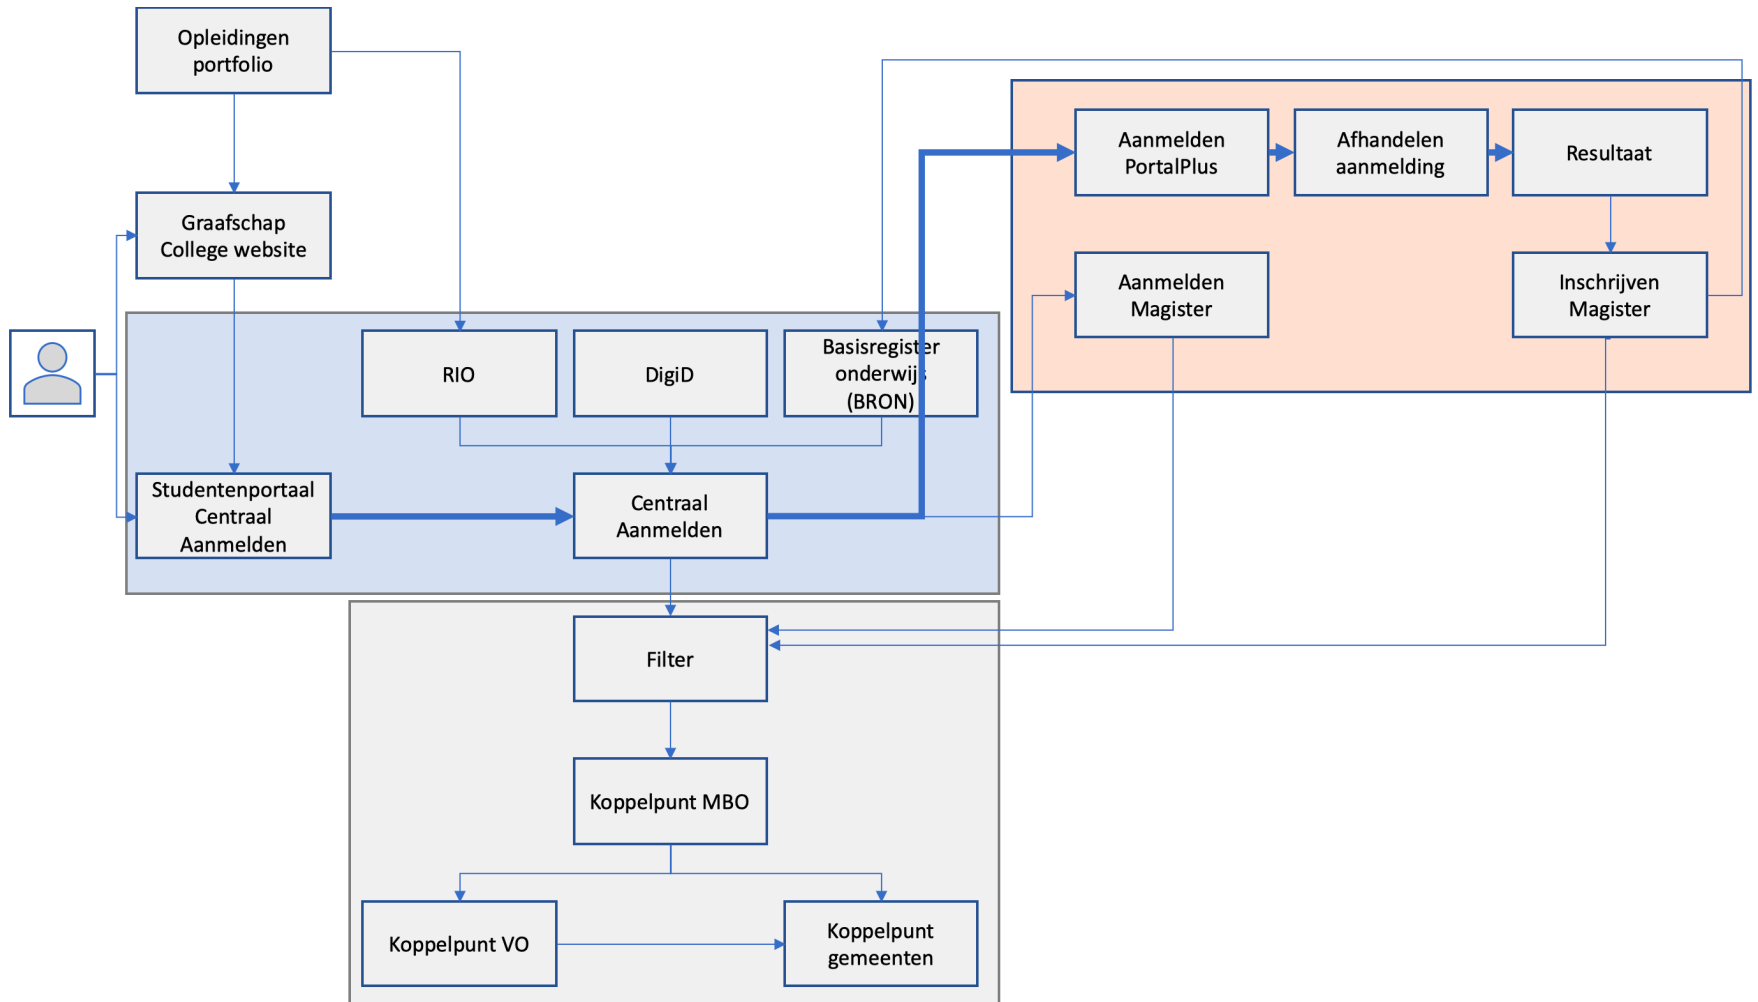 Opleidingen
portfolio
Aanmelden
PortalPlus
Afhandelen
aanmelding
Resultaat
Graafschap
College website
Aanmelden
Magister
Inschrijven
Magister
RIO
DigiD
Basisregister
onderwijs
(BRON)
Studentenportaal
Centraal
Aanmelden
Centraal
Aanmelden
Filter
Koppelpunt MBO
Koppelpunt VO
Koppelpunt
gemeenten